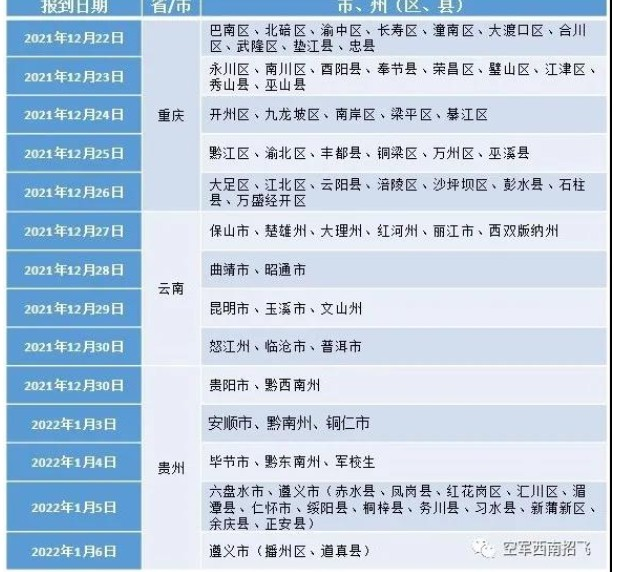 报到日期 省/市 市、州（区、县）
2021年12月22日 巴南区、北碚区、渝中区、长寿区、潼南区、大渡口区、合川
区、武隆区、垫江县、忠县
2021年12月23日 永川区、南川区、酉阳县、奉节县、荣昌区、璧山区、江津区、
秀山县、巫山县
2021年12月24日 重庆 开州区、九龙坡区、南岸区、梁平区、綦江区
2021年12月25日 黔江区、渝北区、丰都县、铜梁区、万州区、巫溪县
2021年12月26日 大足区、江北区、云阳县、涪陵区、沙坪坝区、彭水县、石柱
县、万盛经开区
2021年12月27日 保山市、楚雄州、大理州、红河州、丽江市、西双版纳州
2021年12月28日 曲靖市、昭通市
云南
2021年12月29日 昆明市、玉溪市、文山州
2021年12月30日 怒江州、临沧市、普洱市
2021年12月30日 贵阳市、黔西南州
2022年1月3日 安顺市、黔南州、铜仁市
2022年1月4日 贵州 毕节市、黔东南州、军校生
2022年1月5日 六盘水市、遵义市（赤水县、凤岗县、红花岗区、汇川区、湄
潭县、仁怀市、绥阳县、桐梓县、务川县、习水县、新蒲新区、
余庆县、正安县）
2022年1月6日 遵义市（播州区、道真县）
空军西南招飞